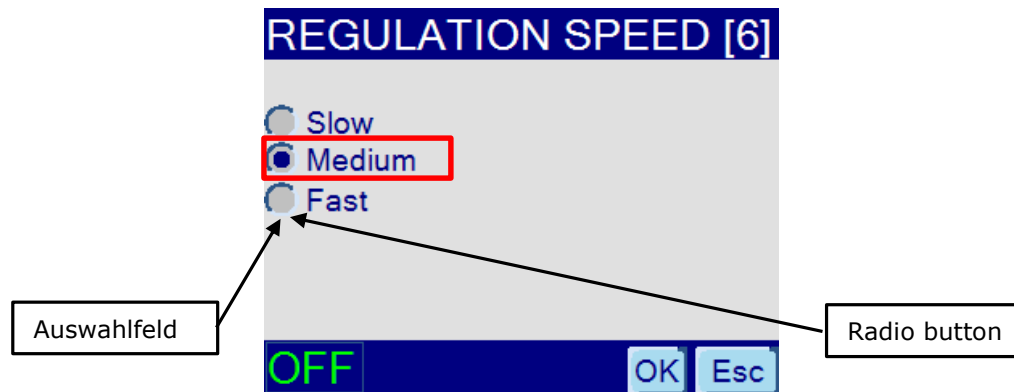 REGULATION SPEED [6]
Slow
Medium
Fast
Auswahlfeld
Radio button
OFF
OK
Esc